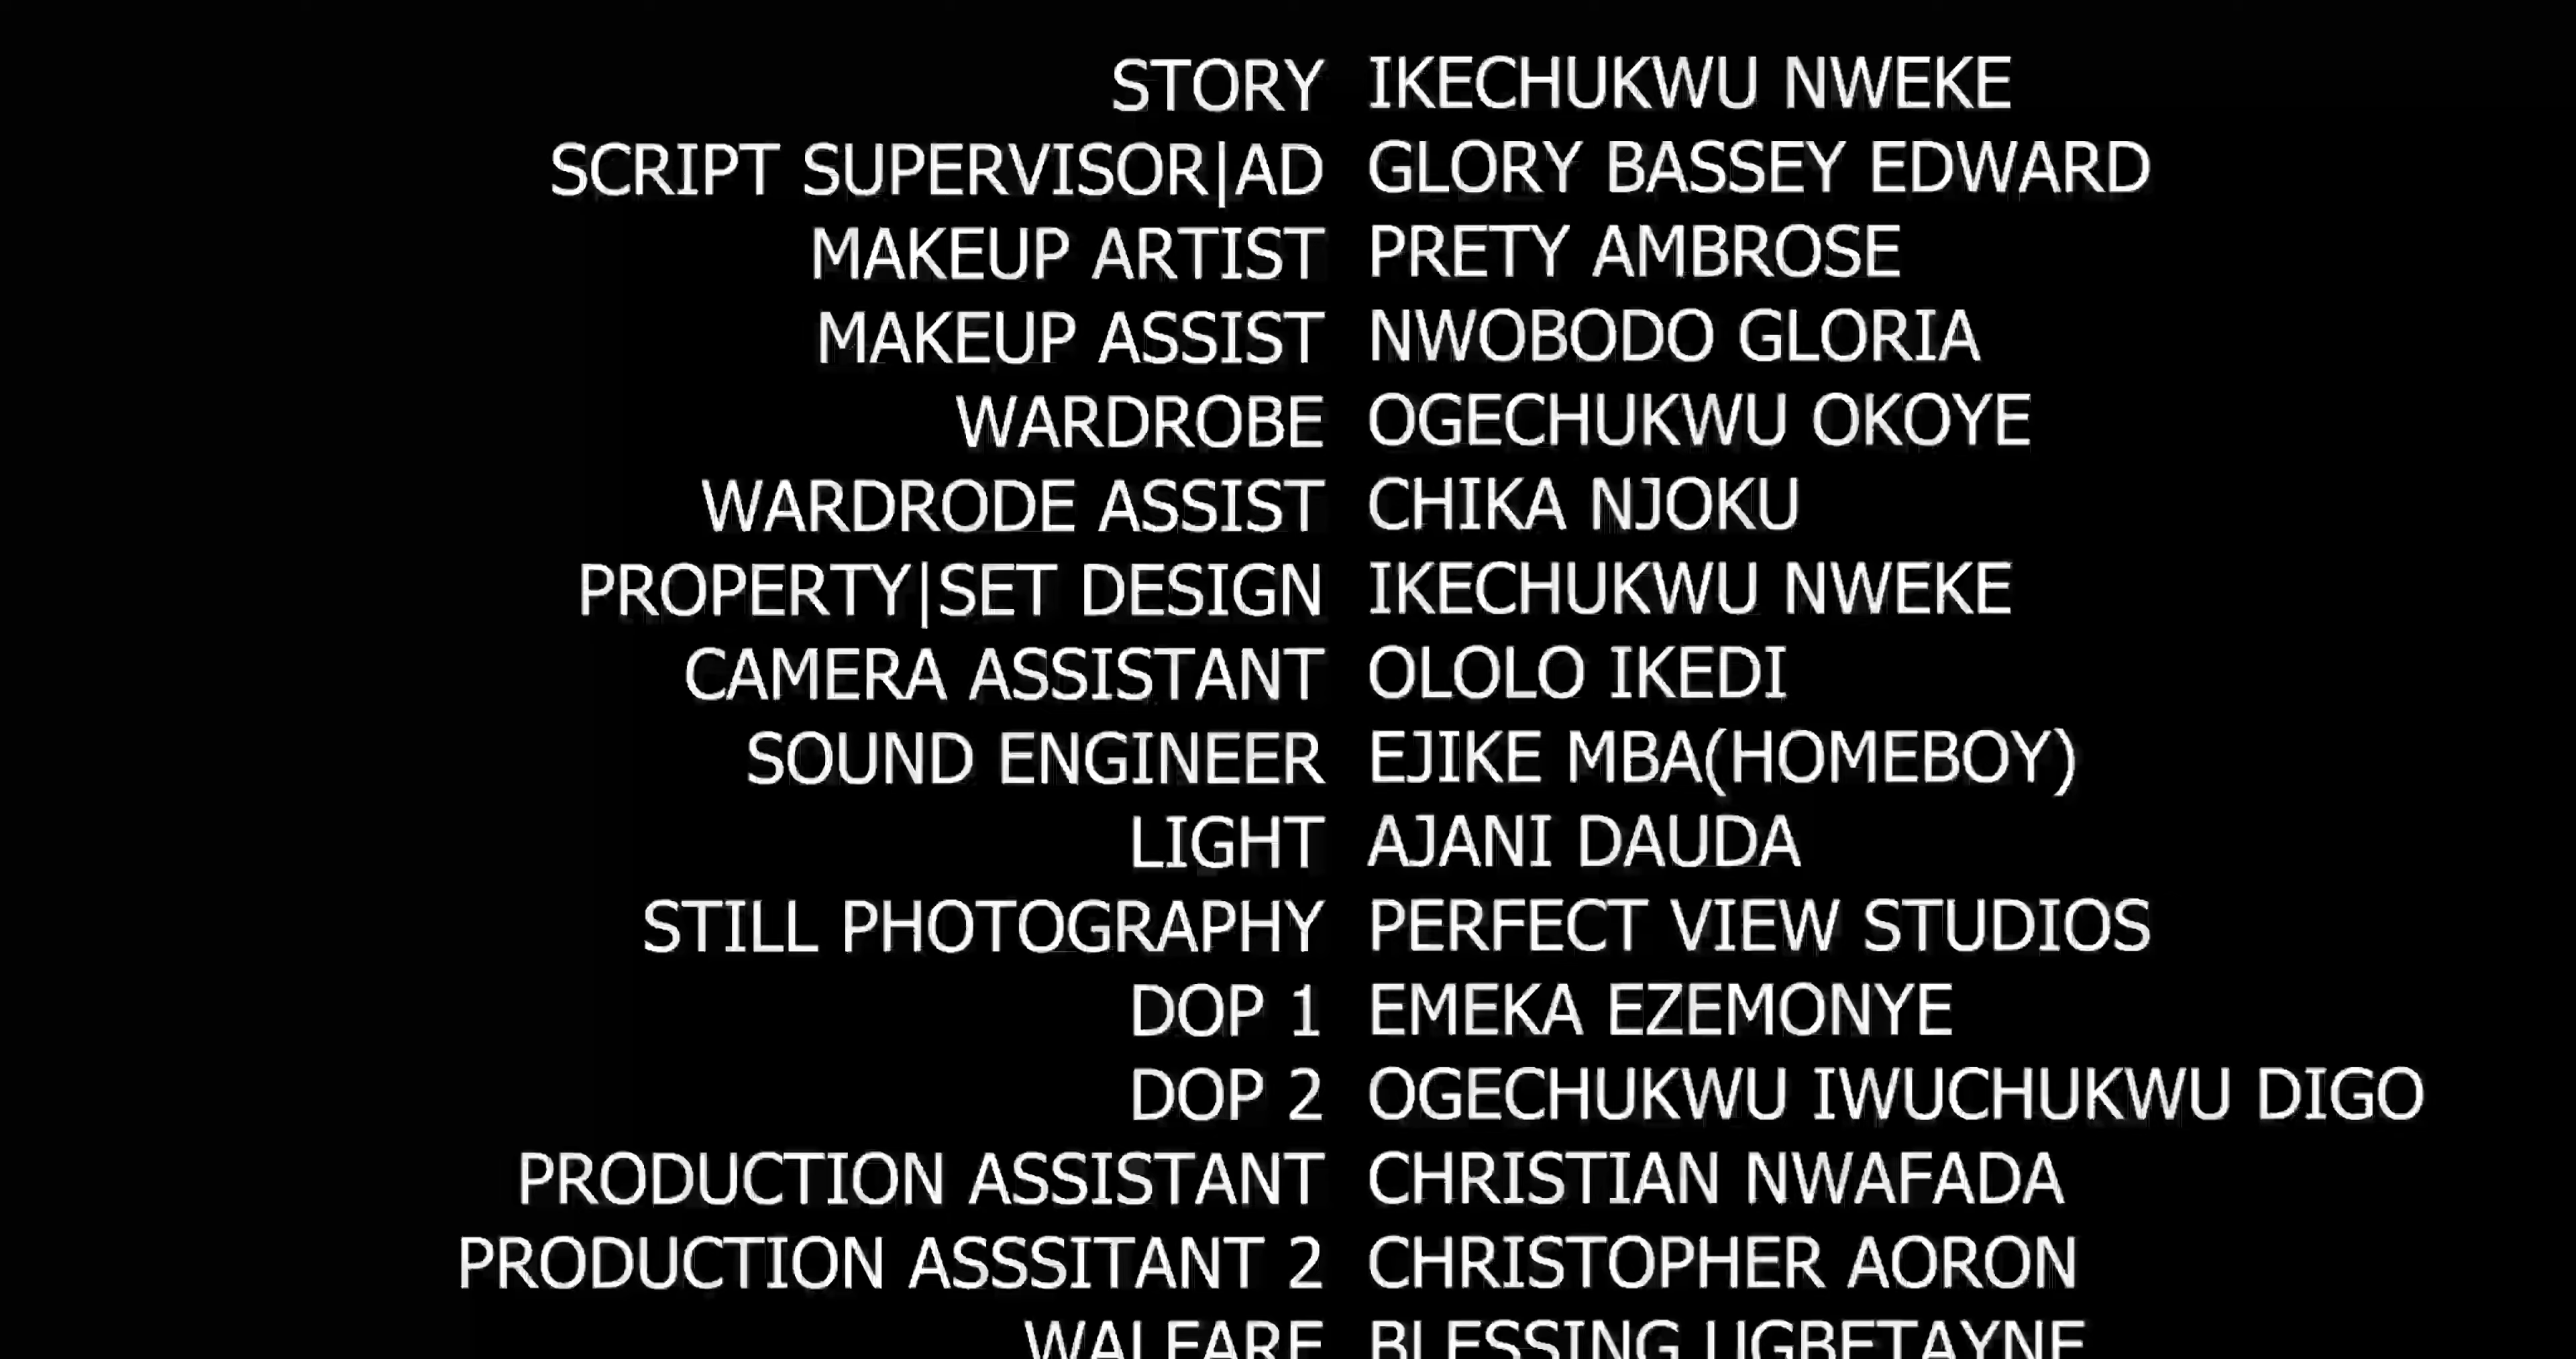 STORY IKECHUKWU NWEKE
SCRIPT SUPERVISOR|AD GLORY BASSEY EDWARD
MAKEUP ARTIST PRETY AMBROSE
MAKEUP ASSIST NWOBODO GLORIA
WARDROBE OGECHUKWU OKOYE
WARDRODE ASSIST CHIKA NJOKU
PROPERTY|SET DESIGN IKECHUKWU NWEKE
CAMERA ASSISTANT OLOLO IKEDI
SOUND ENGINEER EJIKE MBA(HOMEBOY)
LIGHT AJANI DAUDA
STILL PHOTOGRAPHY PERFECT VIEW STUDIOS
DOP 1 EMEKA EZEMONYE
DOP 2 OGECHUKWU IWUCHUKWU DIGO
PRODUCTION ASSISTANT CHRISTIAN NWAFADA
PRODUCTION ASSSITANT 2 CHRISTOPHER AORON
WALFARE BLESSING UGBETAYNE